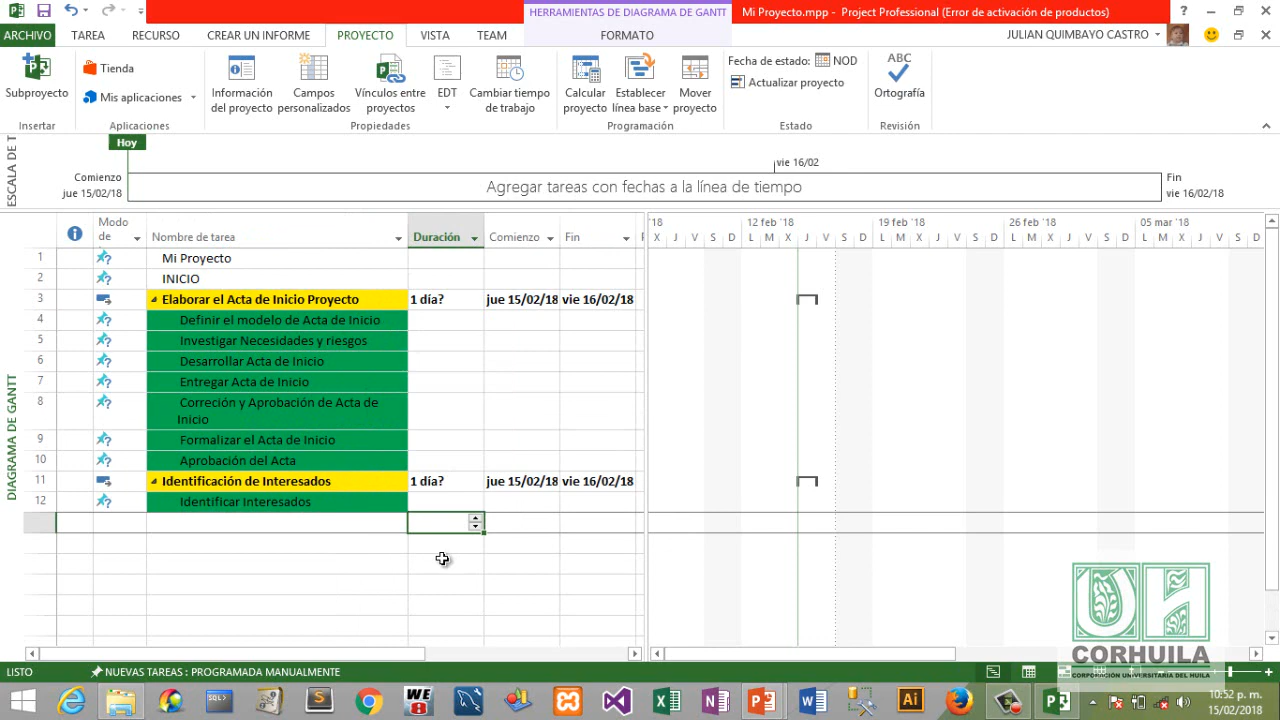 HERRAMIENTAS DE DIAGRAMA DE GANTT
Mi Proyecto.mpp - Project Professional (Error de activación de productos)
ARCHIVO TAREA RECURSO CREAR UN INFORME PROYECTO VISTA TEAM FORMATO JULIAN QUIMBAYO CASTRO
Subproyecto
Tienda
Mis aplicaciones
Información del proyecto
Campos personalizados
Vínculos entre proyectos
EDT
Cambiar tiempo de trabajo
Calcular proyecto
Establecer línea base
Mover proyecto
Fecha de estado: NOD
Actualizar proyecto
ABC
Ortografía
Insertar Aplicaciones Propiedades Programación Estado Revisión
ESCALA DE T
Hoy
vie 16/02
Comienzo
jue 15/02/18
Agregar tareas con fechas a la línea de tiempo
Fin
vie 16/02/18
Modo de Nombre de tarea Duración Comienzo Fin
'18 12 feb '18 19 feb '18 26 feb '18 05 mar '18
X J V S D L M X J V S D L M X J V S D L M X J V S D L M X J V S D
DIAGRAMA DE GANTT
1 Mi Proyecto
2 INICIO
3 Elaborar el Acta de Inicio Proyecto 1 día? jue 15/02/18 vie 16/02/18
4 Definir el modelo de Acta de Inicio
5 Investigar Necesidades y riesgos
6 Desarrollar Acta de Inicio
7 Entregar Acta de Inicio
8 Correción y Aprobación de Acta de
Inicio
9 Formalizar el Acta de Inicio
10 Aprobación del Acta
11 Identificación de Interesados 1 día? jue 15/02/18 vie 16/02/18
12 Identificar Interesados
UH
CORHUILA
CORPORACIÓN UNIVERSITARIA DEL HUILA
LISTO NUEVAS TAREAS : PROGRAMADA MANUALMENTE
10:52 p. m.
15/02/2018